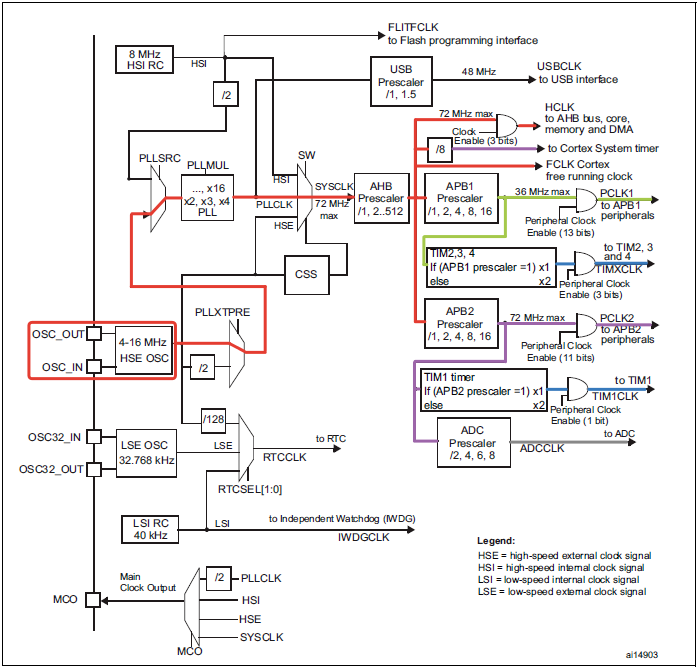 FLITFCLK
to Flash programming interface
8 MHz
HSI RC
HSI
/2
USB
Prescaler
/1, 1.5
48 MHz
USBCLK
to USB interface
72 MHz max
Clock
Enable (3 bits)
HCLK
to AHB bus, core,
memory and DMA
/8
to Cortex System timer
FCLK Cortex
free running clock
PLLSRC
PLLMUL
..., x16
x2, x3, x4
PLL
SW
HSI
PLLCLK
HSE
SYSCLK
72 MHz
max
AHB
Prescaler
/1, 2..512
APB1
Prescaler
/1, 2, 4, 8, 16
36 MHz max
PCLK1
to APB1
peripherals
Peripheral Clock
Enable (13 bits)
TIM2,3, 4
If (APB1 prescaler =1) x1
else x2
to TIM2, 3
and 4
TIMXCLK
Peripheral Clock
Enable (3 bits)
CSS
PLLXTPRE
OSC_OUT
OSC_IN
4-16 MHz
HSE OSC
/2
APB2
Prescaler
/1, 2, 4, 8, 16
72 MHz max
PCLK2
to APB2
peripherals
Peripheral Clock
Enable (11 bits)
TIM1 timer
If (APB2 prescaler =1) x1
else x2
to TIM1
TIM1CLK
Peripheral Clock
Enable (1 bit)
ADC
Prescaler
/2, 4, 6, 8
to ADC
ADCCLK
/128
OSC32_IN
OSC32_OUT
LSE OSC
32.768 kHz
LSE
to RTC
RTCCLK
RTCSEL[1:0]
LSI RC
40 kHz
LSI
to Independent Watchdog (IWDG)
IWDGCLK
Legend:
HSE = high-speed external clock signal
HSI = high-speed internal clock signal
LSI = low-speed internal clock signal
LSE = low-speed external clock signal
MCO
Main
Clock Output
/2
PLLCLK
HSI
HSE
SYSCLK
MCO
ai14903